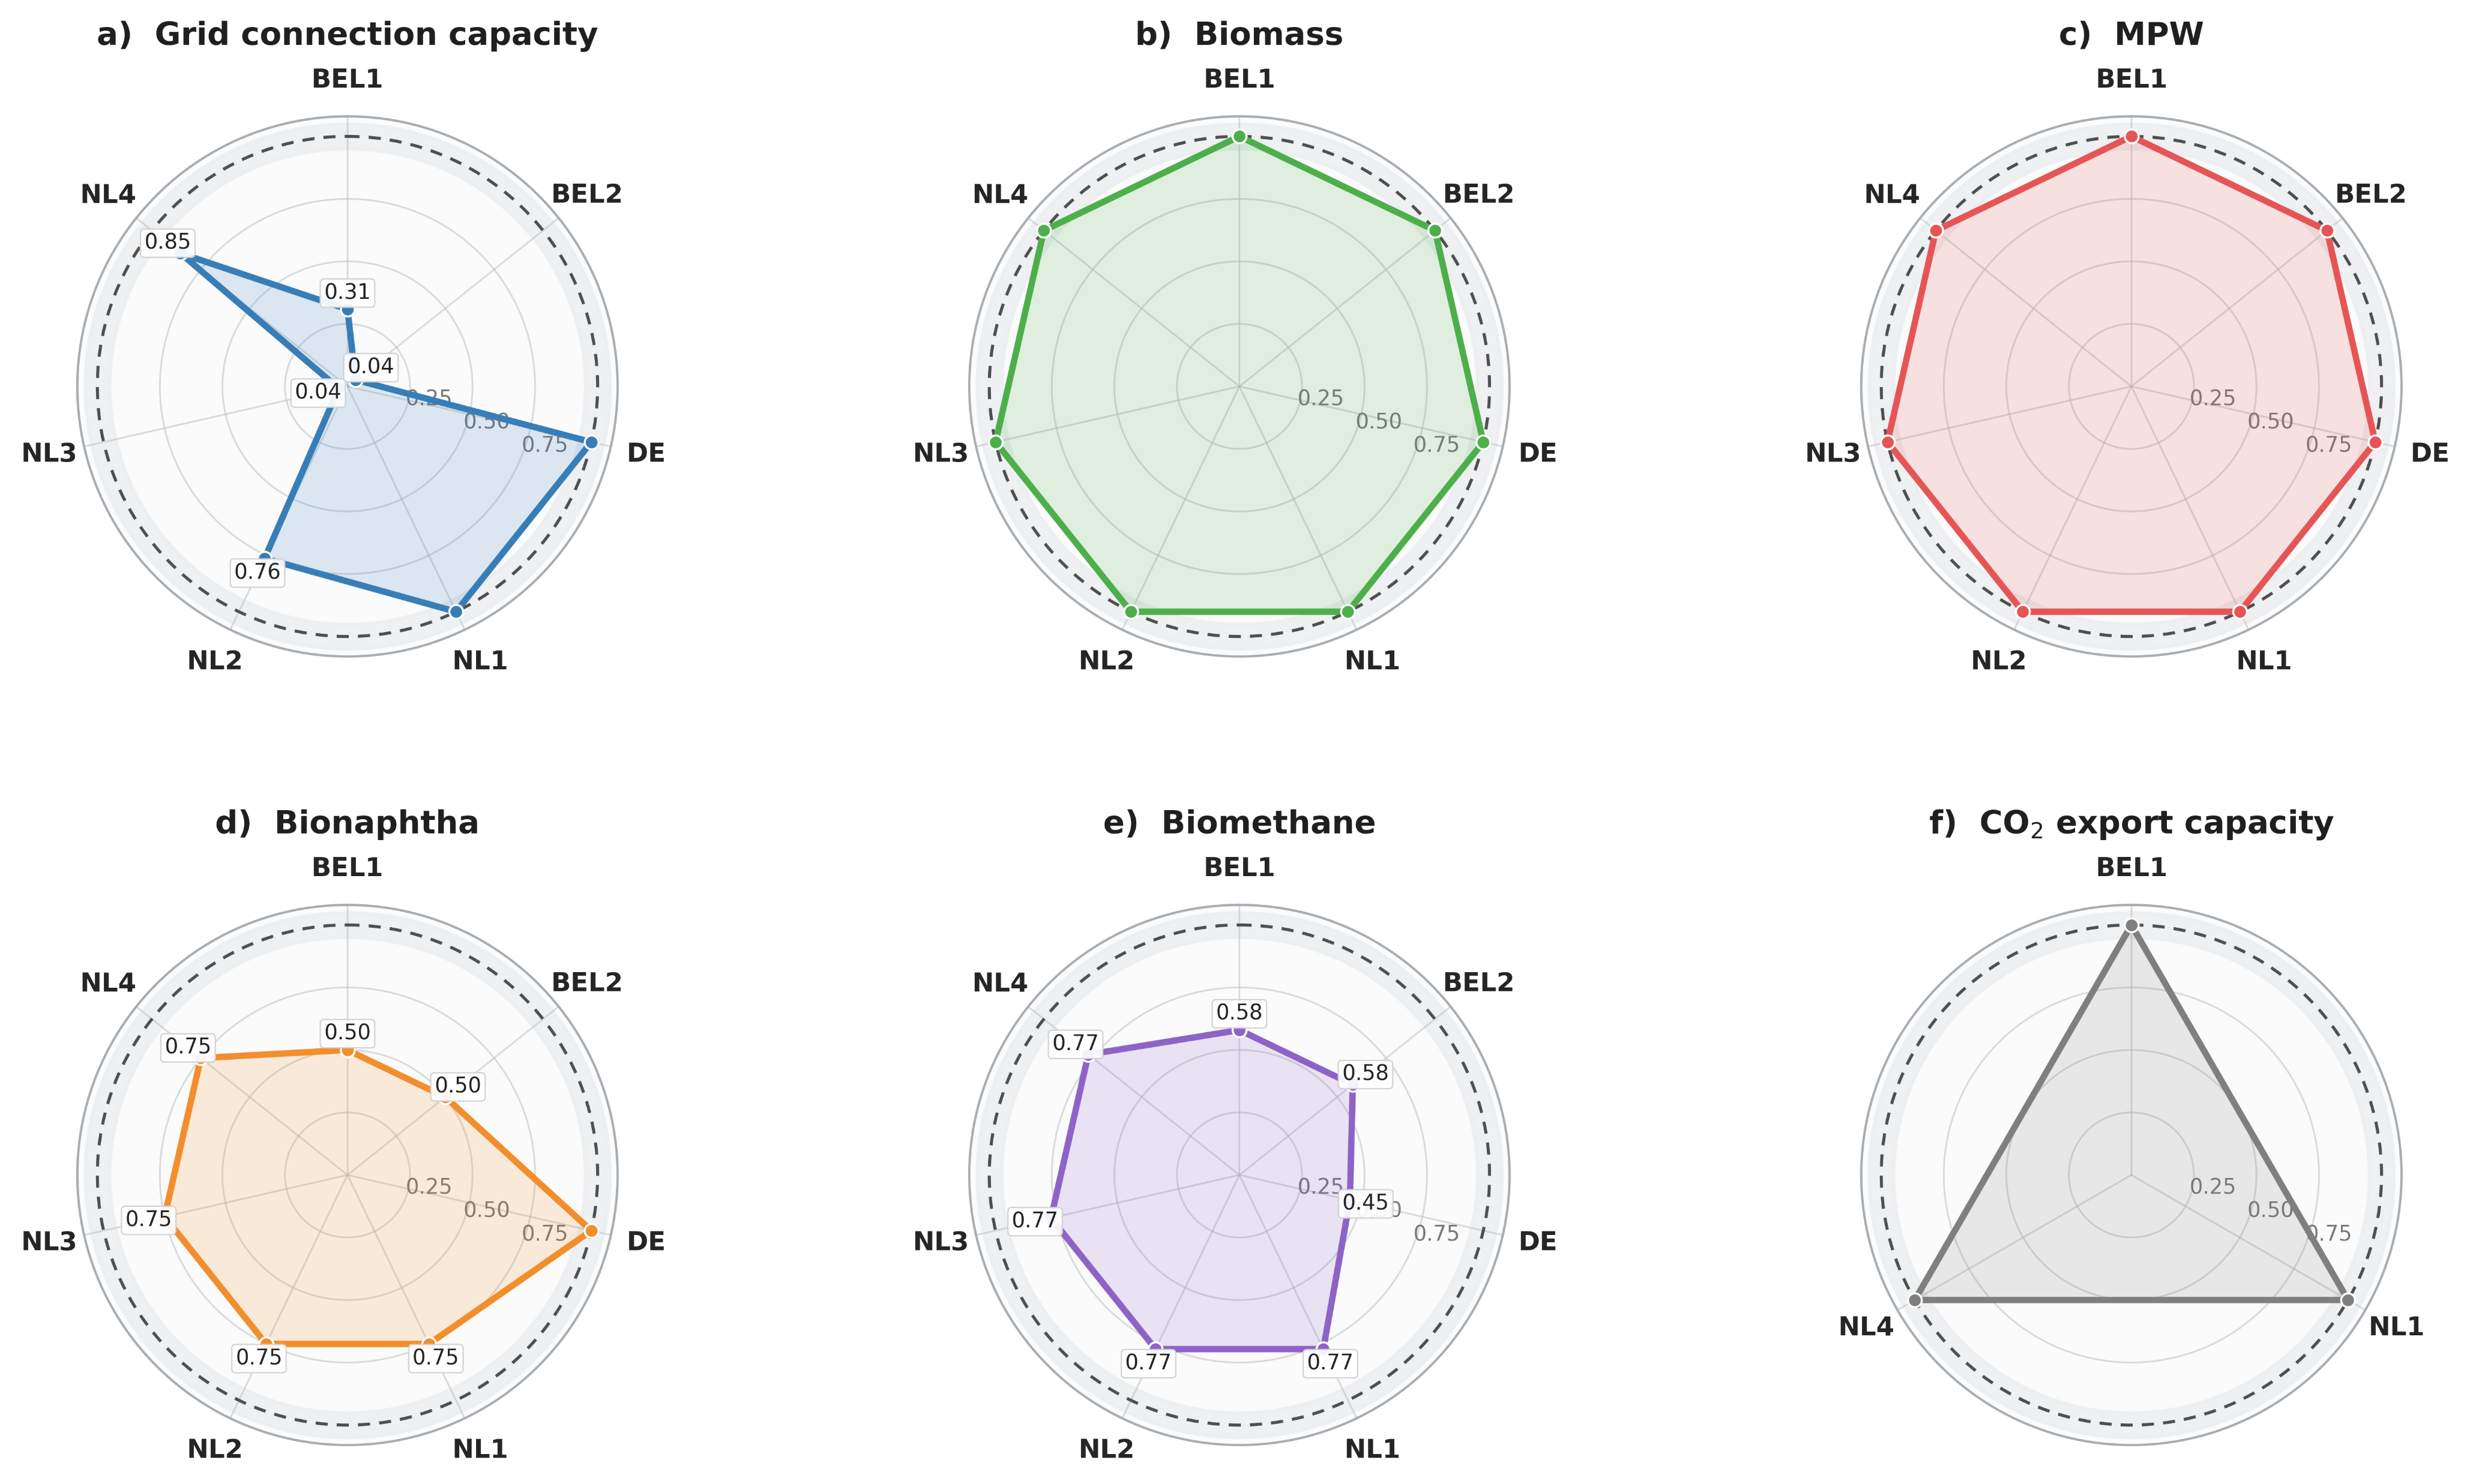 a) Grid connection capacity
BEL1
BEL2
NL4
0.85
0.31
0.04
0.04
0.25
0.50
0.75
NL3
DE
0.76
NL2
NL1
b) Biomass
BEL1
NL4
BEL2
0.25
0.50
0.75
NL3
DE
NL2
NL1
c) MPW
BEL1
NL4
BEL2
0.25
0.50
0.75
NL3
DE
NL2
NL1
d) Bionaphtha
BEL1
NL4
BEL2
0.50
0.75
0.50
0.25
0.50
0.75
0.75
NL3
DE
0.75
0.75
NL2
NL1
e) Biomethane
BEL1
NL4
BEL2
0.58
0.77
0.58
0.25
0.45
0.77
0.75
NL3
DE
0.77
0.77
NL2
NL1
f) CO₂ export capacity
BEL1
0.25
0.50
0.75
NL4
NL1